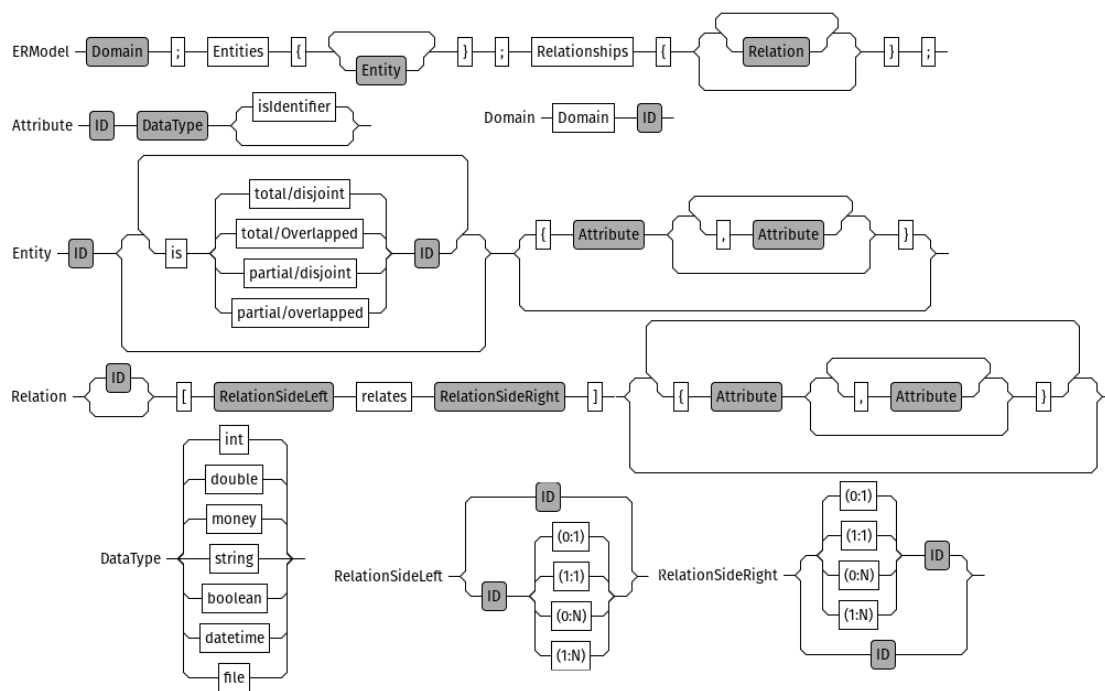 ERModel Domain ; Entities { Entity } ; Relationships { Relation } ;
Attribute ID DataType isIdentifier
Domain Domain ID
Entity ID is total/disjoint total/Overlapped partial/disjoint partial/overlapped ID { Attribute , Attribute }
Relation ID [ RelationSideLeft relates RelationSideRight ] { Attribute , Attribute }
DataType int double money string boolean datetime file
RelationSideLeft ID ID (0:1) (1:1) (0:N) (1:N)
RelationSideRight (0:1) (1:1) (0:N) (1:N) ID ID